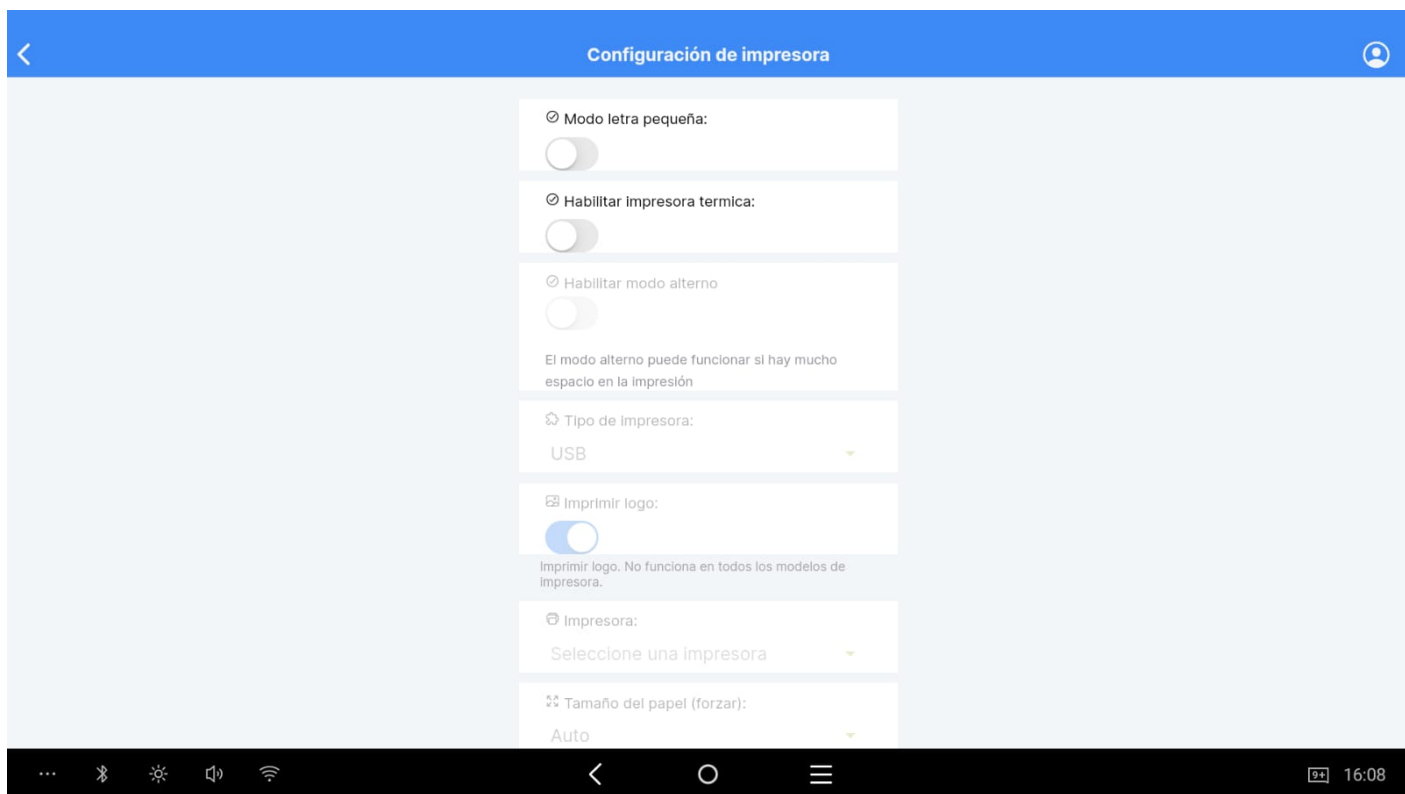 Configuración de impresora
Modo letra pequeña:
Habilitar impresora termica:
Habilitar modo alterno
El modo alterno puede funcionar si hay mucho
espacio en la impresión
Tipo de impresora:
USB
Imprimir logo:
Imprimir logo. No funciona en todos los modelos de
impresora.
Impresora:
Seleccione una impresora
Tamaño del papel (forzar):
Auto
9+ 16:08